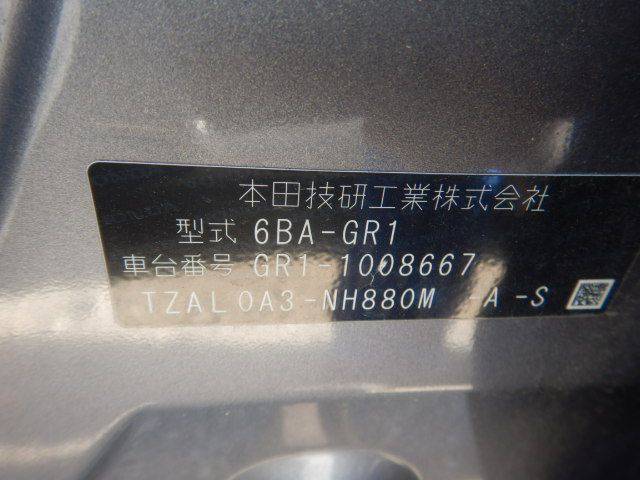 本田技研工業株式会社
型式 6BA-GR1
車台番号 GR1-1008667
TZAL0A3-NH880M -A-S